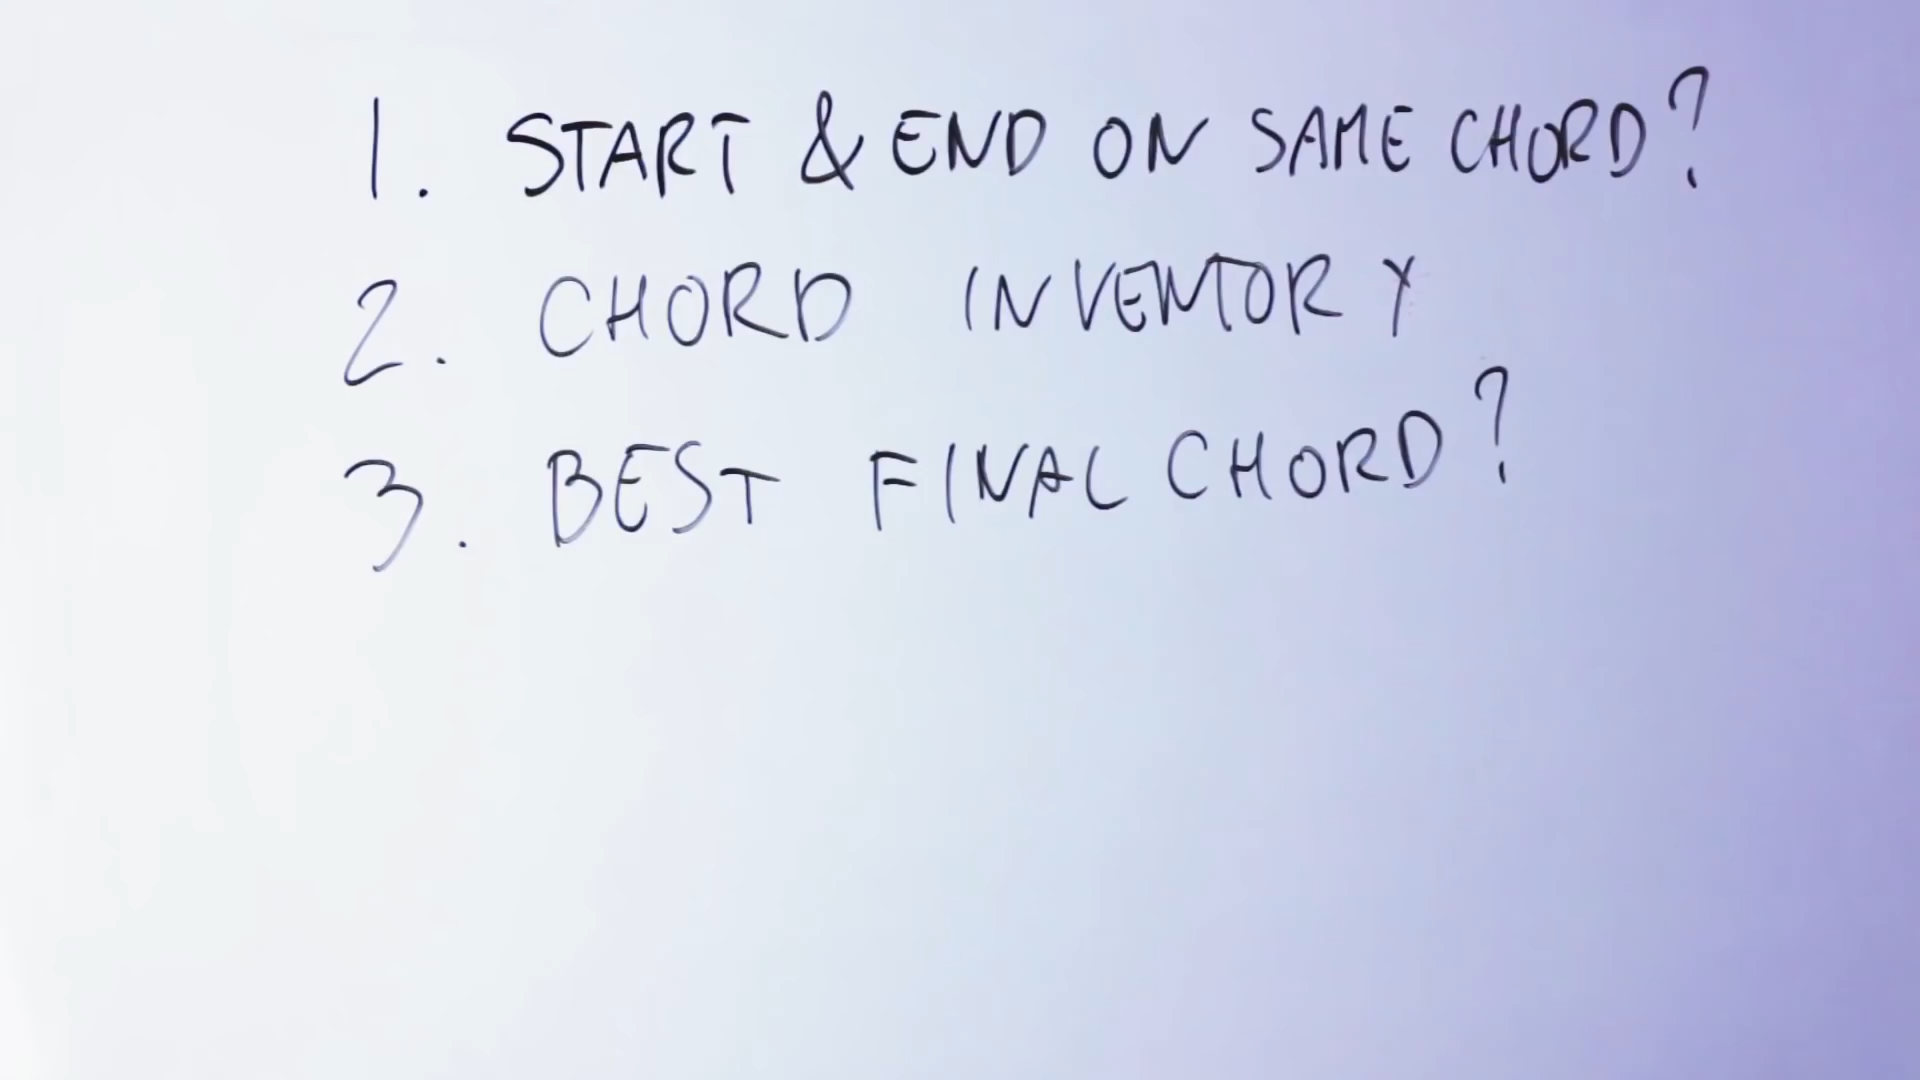 1. START & END ON SAME CHORD?
2. CHORD INVENTORY
3. BEST FINAL CHORD?